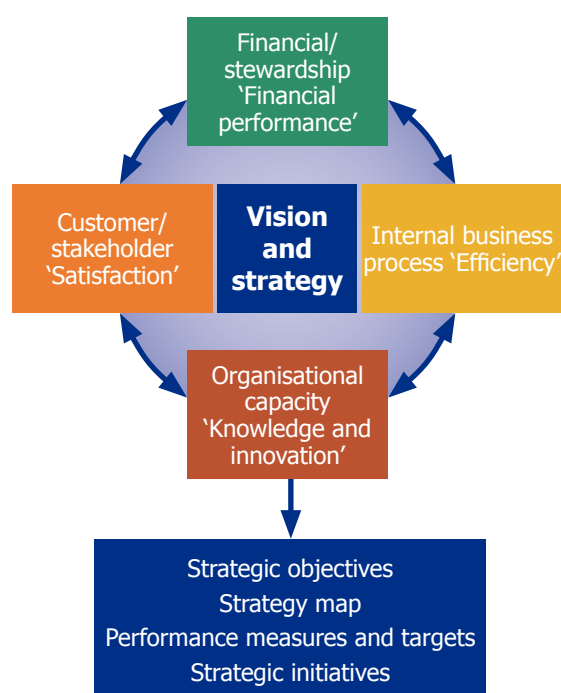 Financial/
stewardship
‘Financial
performance’
Customer/
stakeholder
‘Satisfaction’
Vision
and
strategy
Internal business
process ‘Efficiency’
Organisational
capacity
‘Knowledge and
innovation’
Strategic objectives
Strategy map
Performance measures and targets
Strategic initiatives